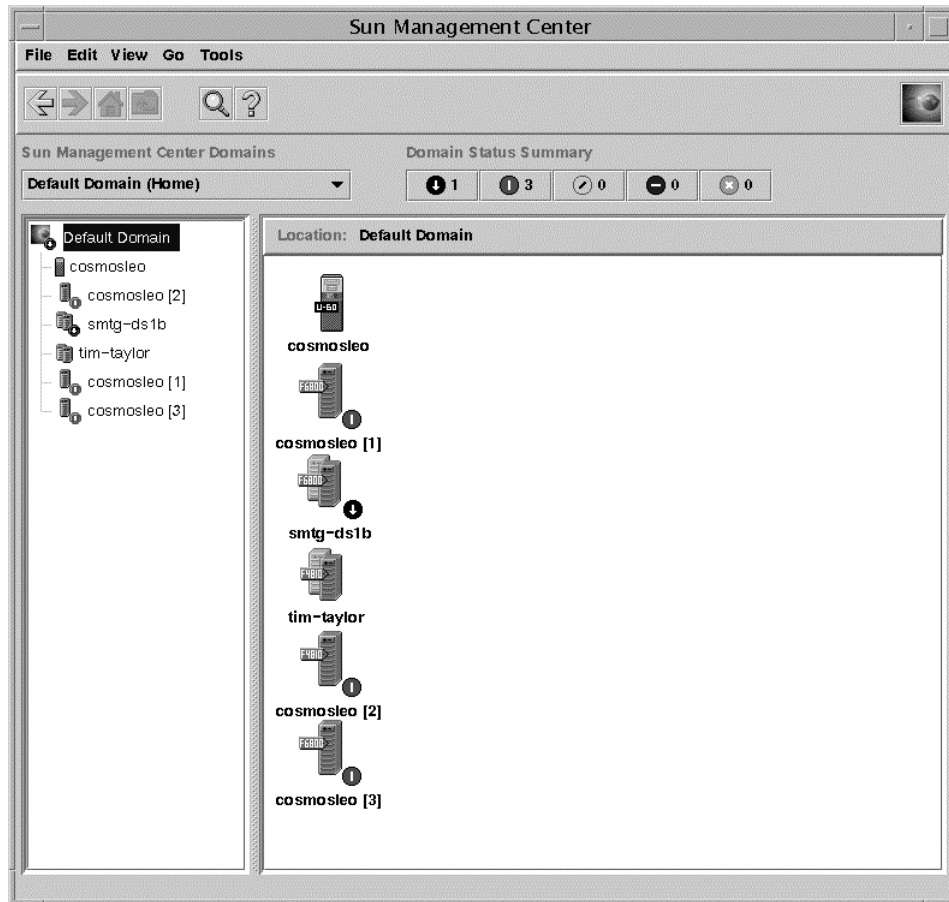 Sun Management Center
File Edit View Go Tools
Sun Management Center Domains
Domain Status Summary
Default Domain (Home)
1 3 0 0 0
Default Domain
cosmosleo
cosmosleo [2]
smtg-ds1b
tim-taylor
cosmosleo [1]
cosmosleo [3]
Location: Default Domain
U-60
cosmosleo
F6800
cosmosleo [1]
F6800
smtg-ds1b
F4810
tim-taylor
F4810
cosmosleo [2]
F6800
cosmosleo [3]